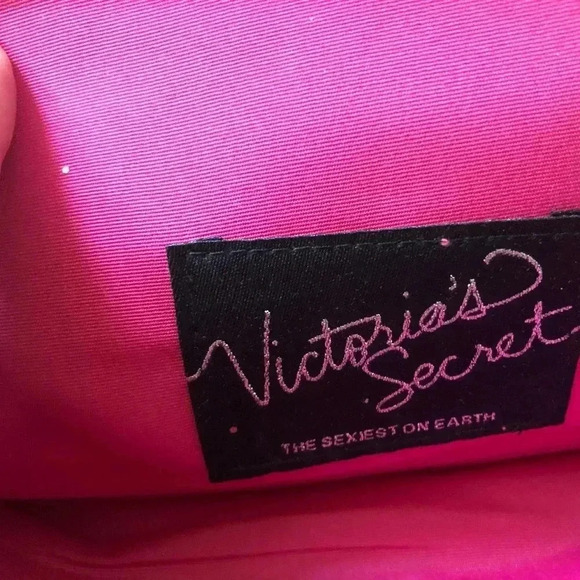 Victoria's
Secret
THE SEXIEST ON EARTH